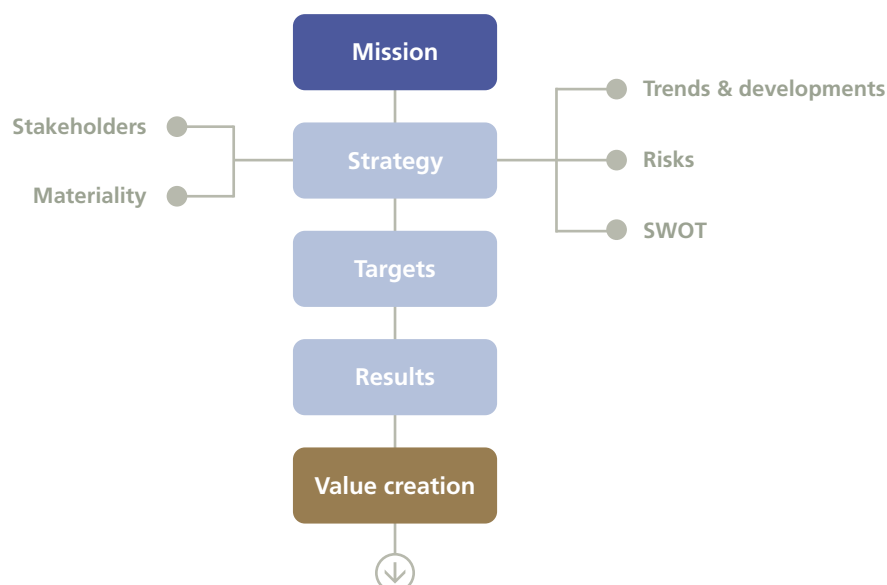 Mission
Trends & developments
Stakeholders
Strategy
Risks
Materiality
SWOT
Targets
Results
Value creation